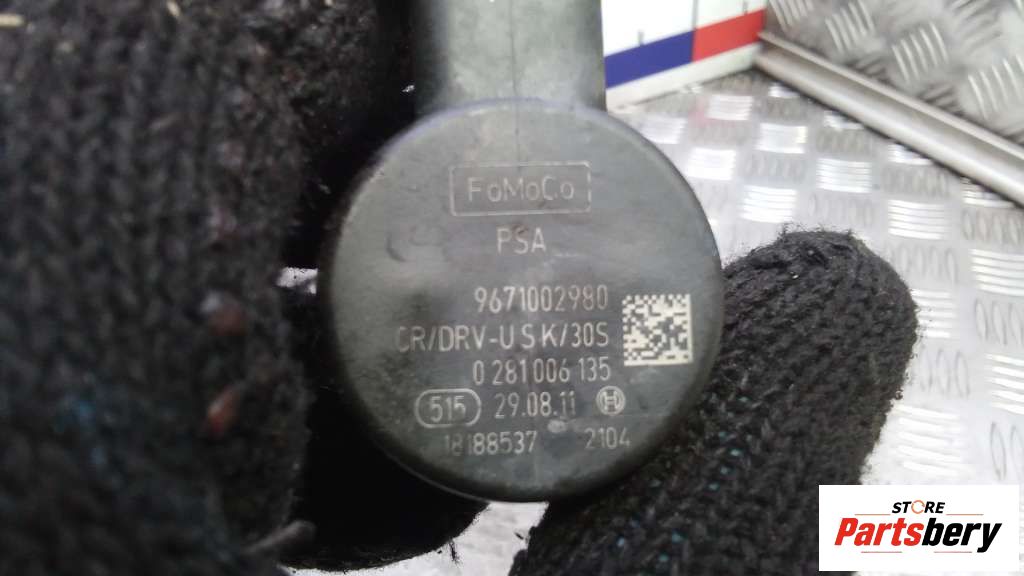 FoMoCo
PSA
9671002980
CR/DRV-USK/30S
0 281 006 135
515 29.08.11
18188537 2104
STORE
Partsbery